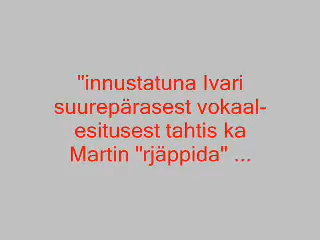 "innustatuna Ivari
suurepärasest vokaal-
esitusest tahtis ka
Martin "rjäppida" ...